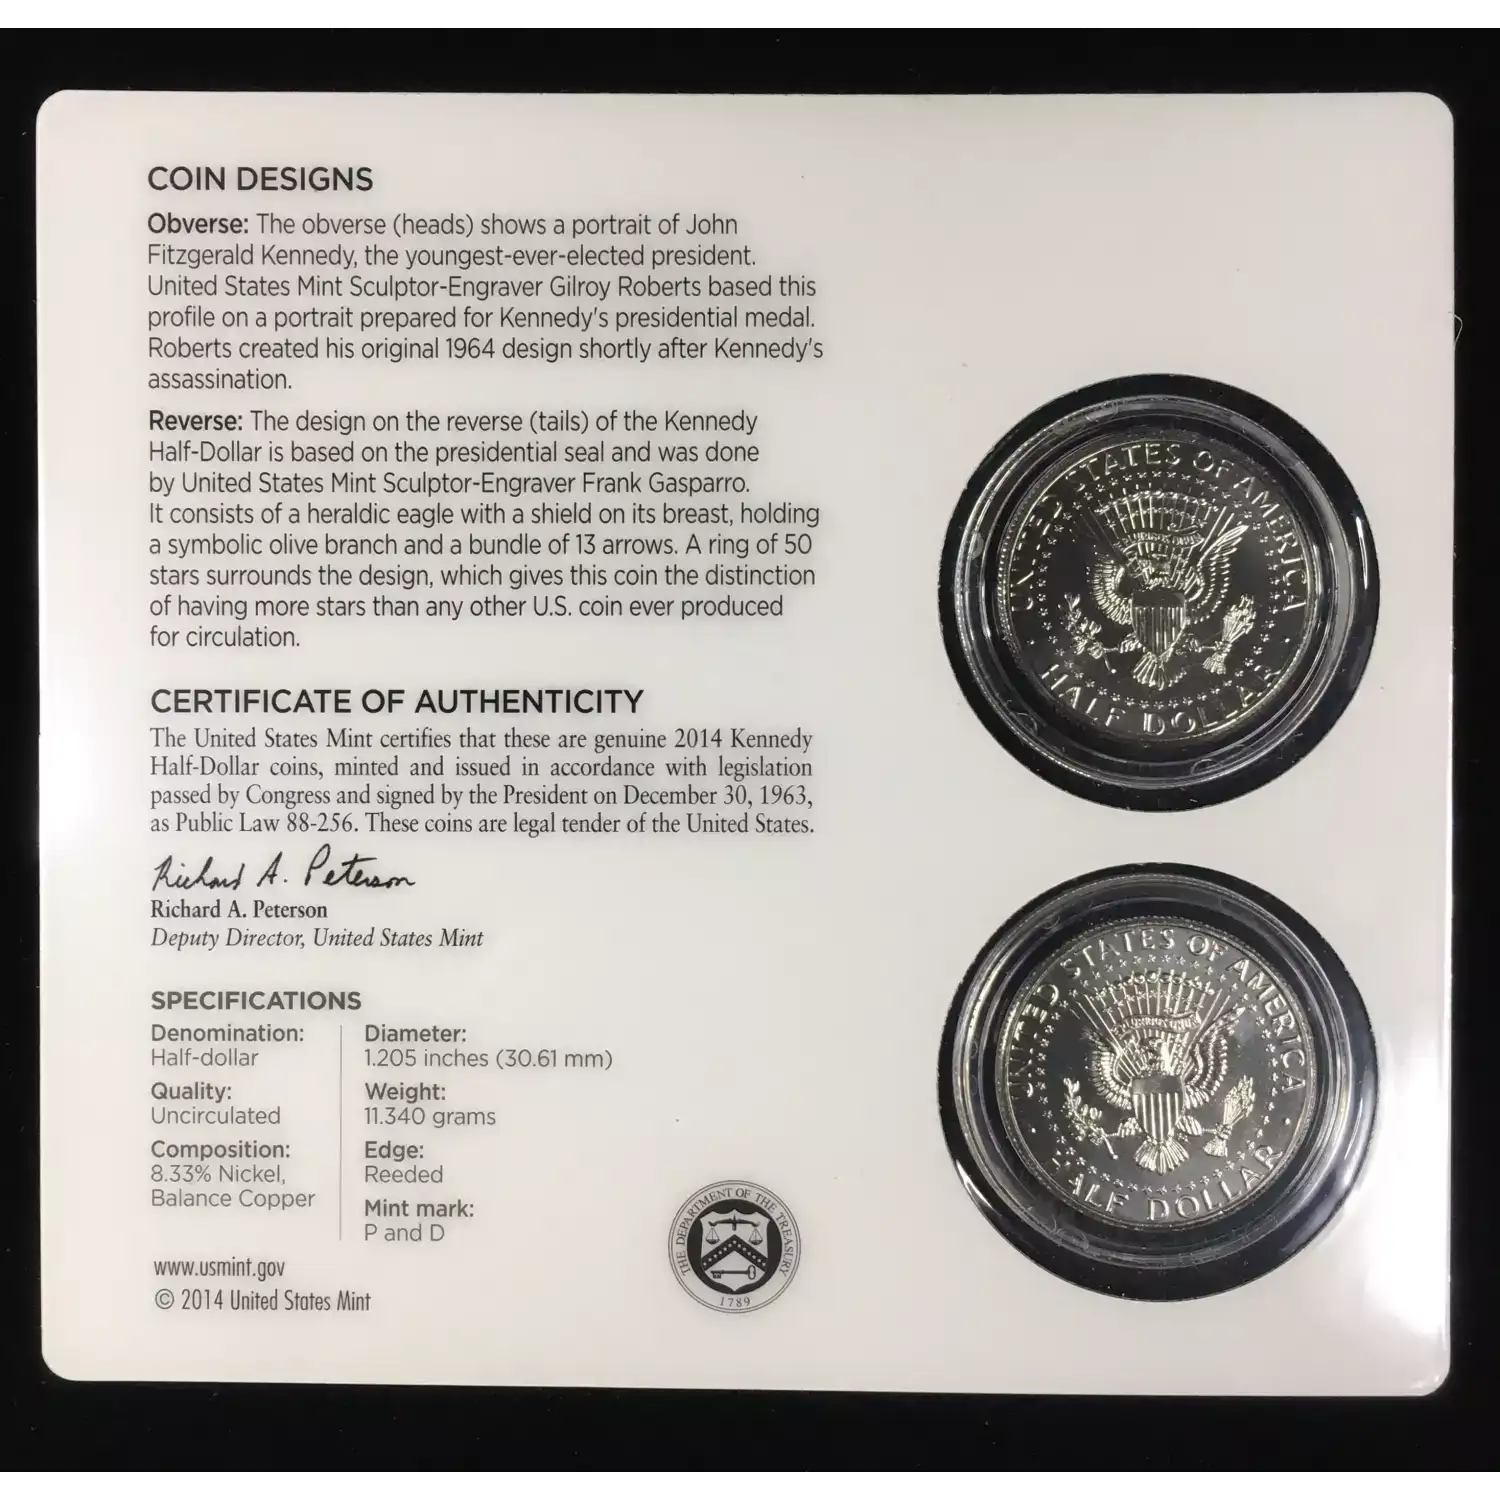 COIN DESIGNS
Obverse: The obverse (heads) shows a portrait of John
Fitzgerald Kennedy, the youngest-ever-elected president.
United States Mint Sculptor-Engraver Gilroy Roberts based this
profile on a portrait prepared for Kennedy's presidential medal.
Roberts created his original 1964 design shortly after Kennedy's
assassination.
Reverse: The design on the reverse (tails) of the Kennedy
Half-Dollar is based on the presidential seal and was done
by United States Mint Sculptor-Engraver Frank Gasparro.
It consists of a heraldic eagle with a shield on its breast, holding
a symbolic olive branch and a bundle of 13 arrows. A ring of 50
stars surrounds the design, which gives this coin the distinction
of having more stars than any other U.S. coin ever produced
for circulation.
CERTIFICATE OF AUTHENTICITY
The United States Mint certifies that these are genuine 2014 Kennedy
Half-Dollar coins, minted and issued in accordance with legislation
passed by Congress and signed by the President on December 30, 1963,
as Public Law 88-256. These coins are legal tender of the United States.
Richard A. Peterson
Richard A. Peterson
Deputy Director, United States Mint
SPECIFICATIONS
Denomination:
Half-dollar
Quality:
Uncirculated
Composition:
8.33% Nickel,
Balance Copper
Diameter:
1.205 inches (30.61 mm)
Weight:
11.340 grams
Edge:
Reeded
Mint mark:
P and D
www.usmint.gov
© 2014 United States Mint
THE DEPARTMENT OF THE TREASURY
1789
UNITED STATES OF AMERICA
E PLURIBUS UNUM
HALF DOLLAR
UNITED STATES OF AMERICA
E PLURIBUS UNUM
HALF DOLLAR